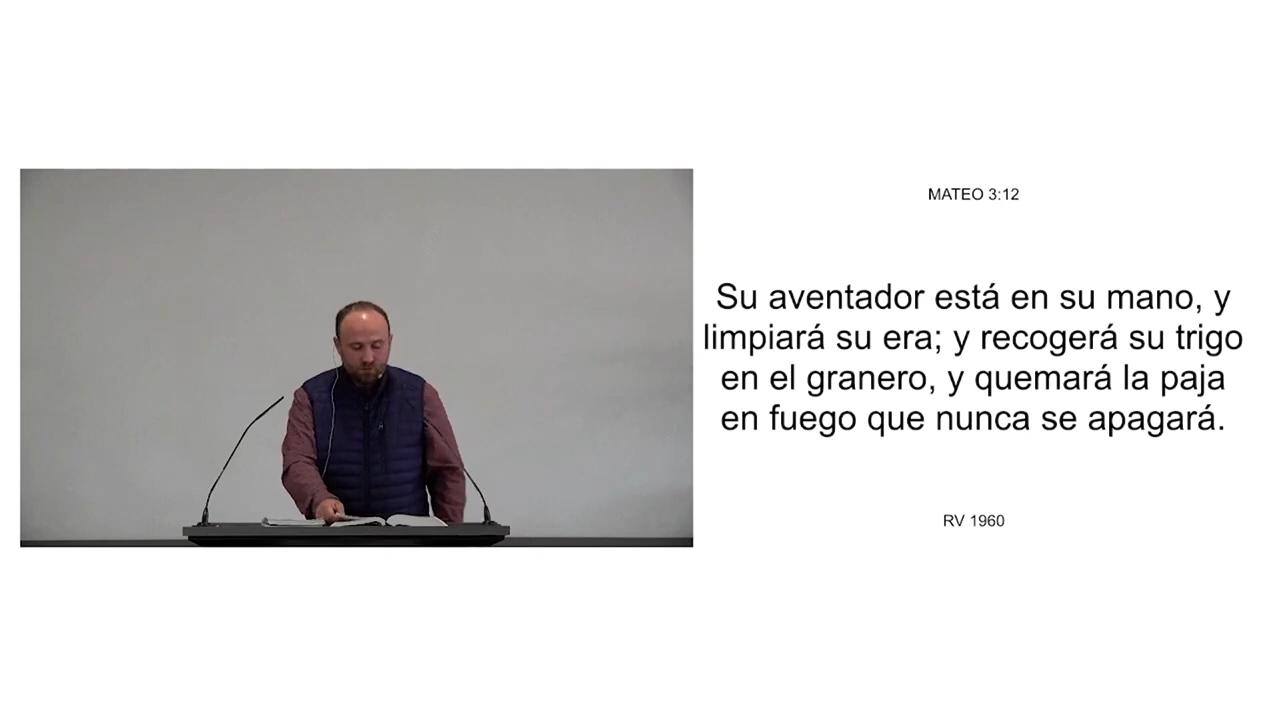 MATEO 3:12
Su aventador está en su mano, y
limpiará su era; y recogerá su trigo
en el granero, y quemará la paja
en fuego que nunca se apagará.
RV 1960